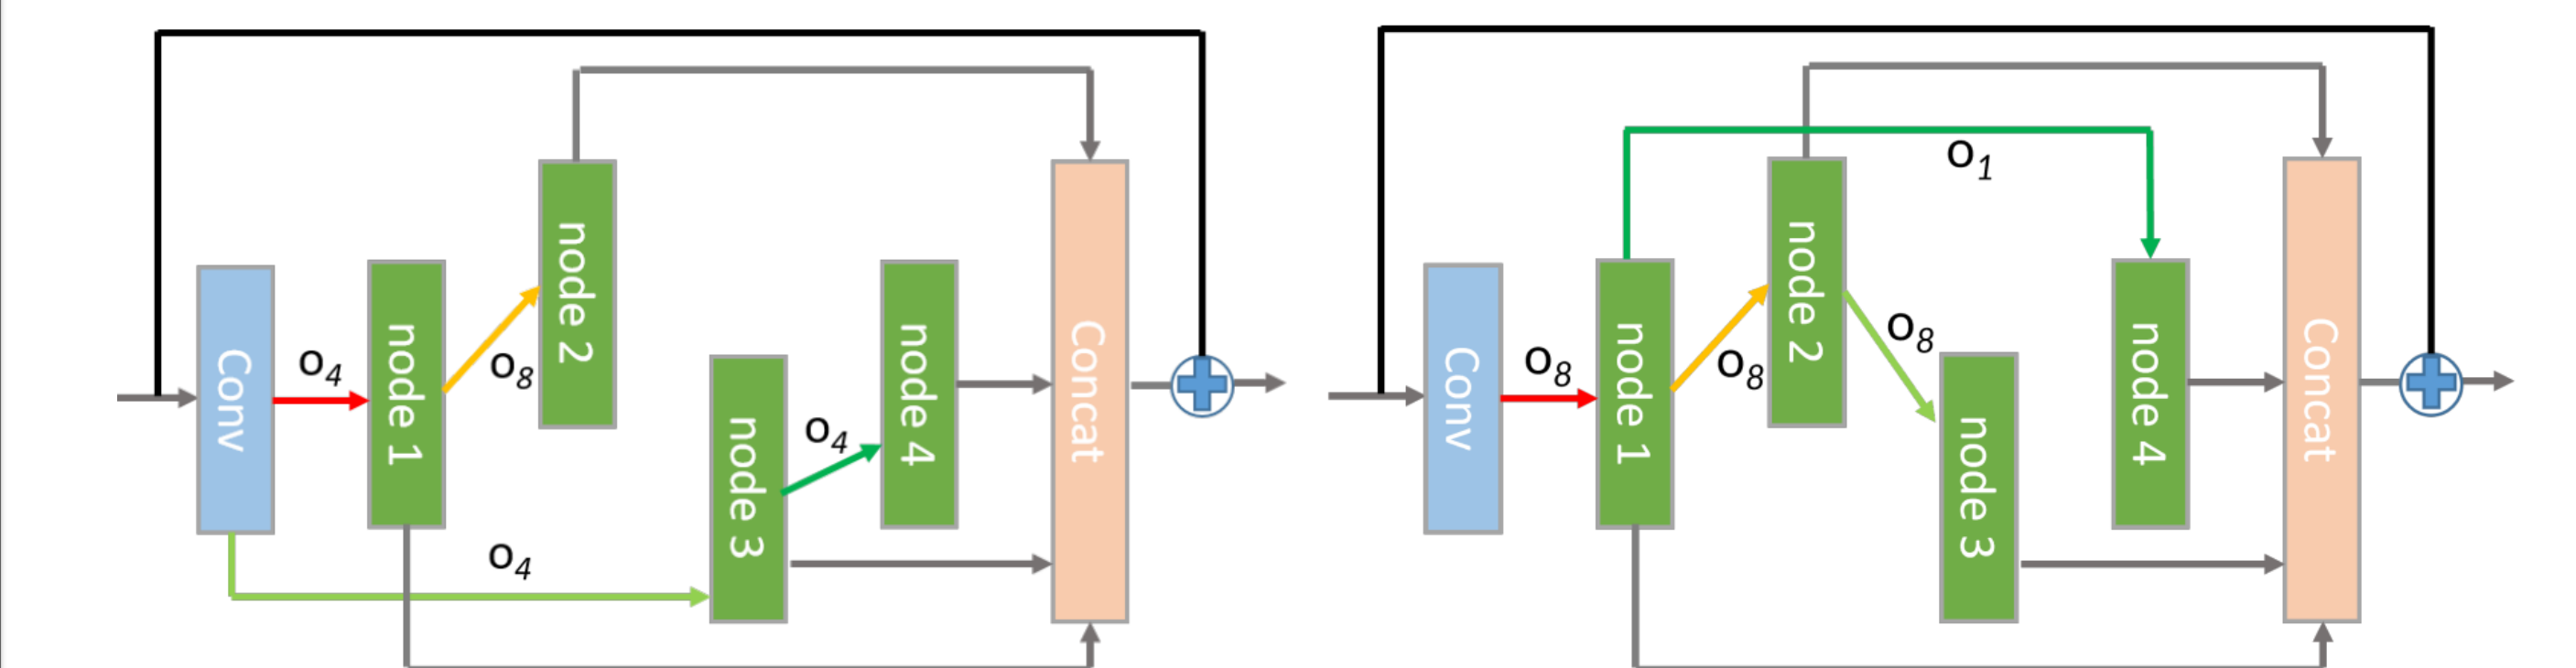 Conv
o4
node 1
o8
node 2
o4
node 3
o4
node 4
Concat
Conv
o8
node 1
o8
node 2
o8
node 3
o1
node 4
Concat